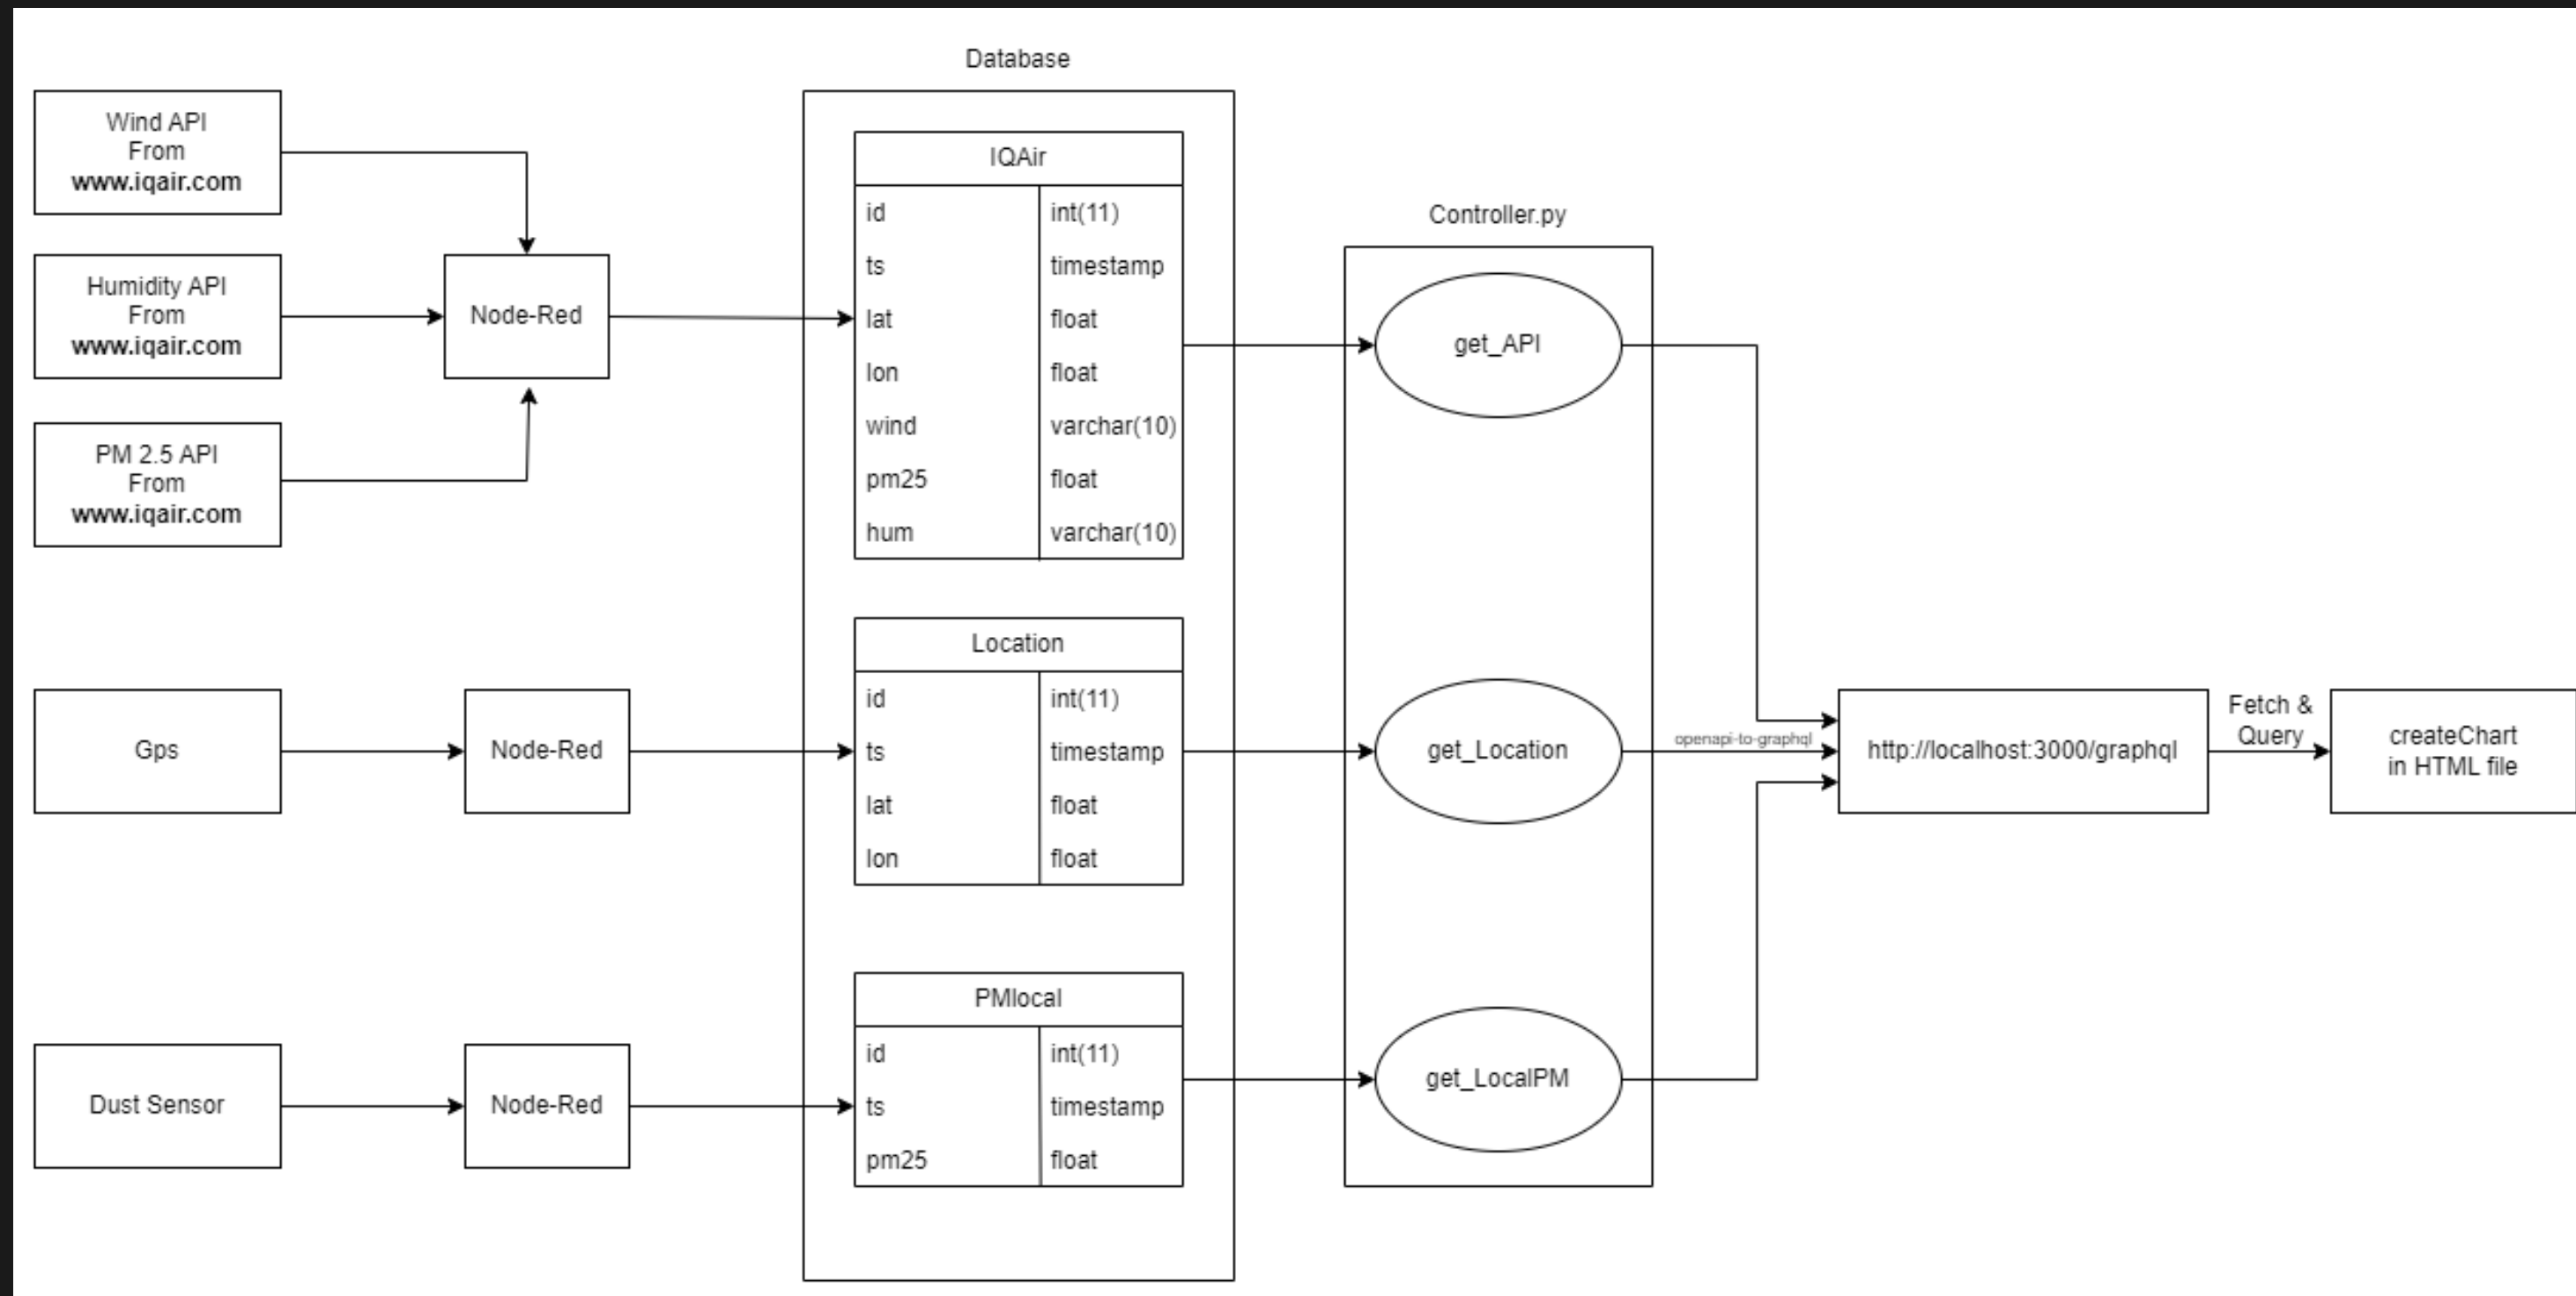 Database
Wind API
From
www.iqair.com
Humidity API
From
www.iqair.com
PM 2.5 API
From
www.iqair.com
Node-Red
IQAir
id int(11)
ts timestamp
lat float
lon float
wind varchar(10)
pm25 float
hum varchar(10)
Gps
Node-Red
Location
id int(11)
ts timestamp
lat float
lon float
Dust Sensor
Node-Red
PMlocal
id int(11)
ts timestamp
pm25 float
Controller.py
get_API
get_Location
get_LocalPM
openapi-to-graphql
http://localhost:3000/graphql
Fetch &
Query
createChart
in HTML file